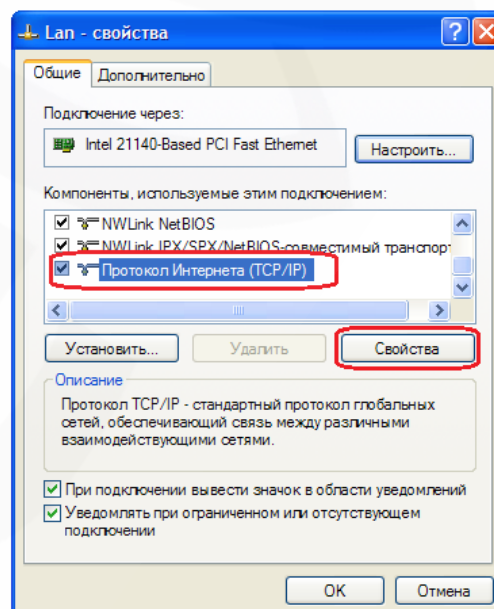 Lan - свойства
Общие Дополнительно
Подключение через:
Intel 21140-Based PCI Fast Ethernet Настроить...
Компоненты, используемые этим подключением:
NWLink NetBIOS
NWLink IPX/SPX/NetBIOS-совместимый транспорт
Протокол Интернета (TCP/IP)
Установить... Удалить Свойства
Описание
Протокол TCP/IP - стандартный протокол глобальных
сетей, обеспечивающий связь между различными
взаимодействующими сетями.
При подключении вывести значок в области уведомлений
Уведомлять при ограниченном или отсутствующем
подключении
OK Отмена